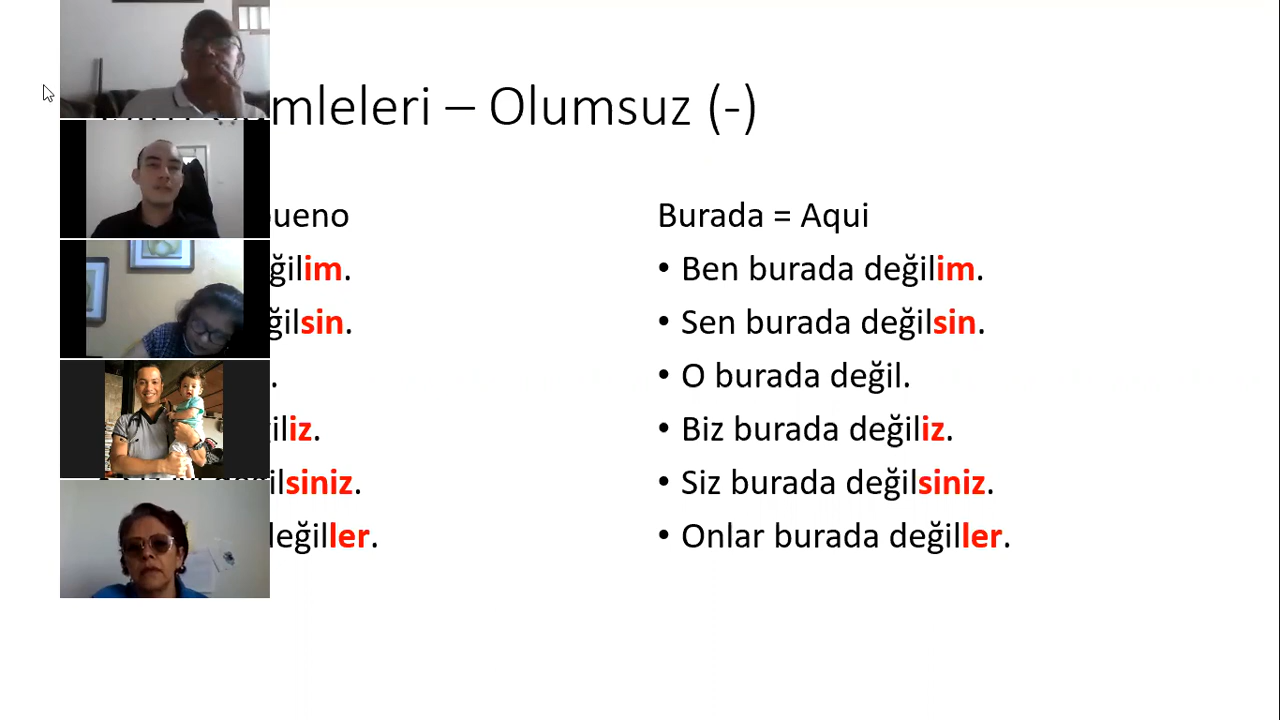 mleleri – Olumsuz (-)
ueno
ğilim.
ğilsin.
.
iliz.
ilsiniz.
değiller.
Burada = Aqui
• Ben burada değilim.
• Sen burada değilsin.
• O burada değil.
• Biz burada değiliz.
• Siz burada değilsiniz.
• Onlar burada değiller.